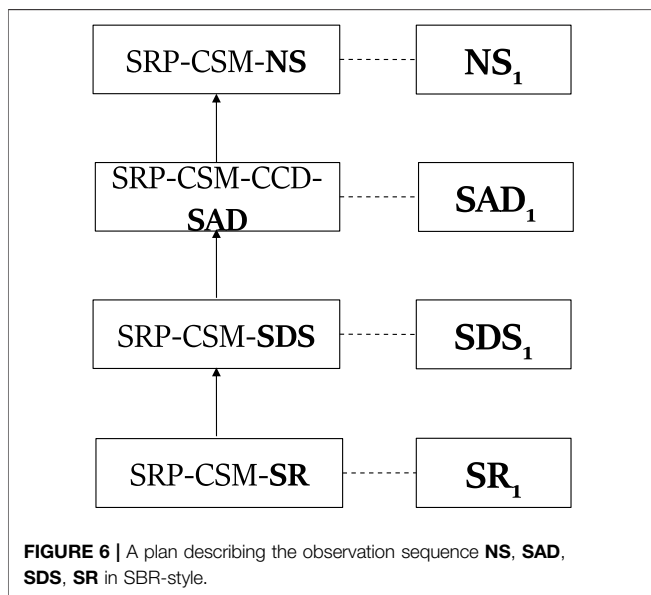 SRP-CSM-NS
NS₁
SRP-CSM-CCD-
SAD
SAD₁
SRP-CSM-SDS
SDS₁
SRP-CSM-SR
SR₁
FIGURE 6 | A plan describing the observation sequence NS, SAD,
SDS, SR in SBR-style.